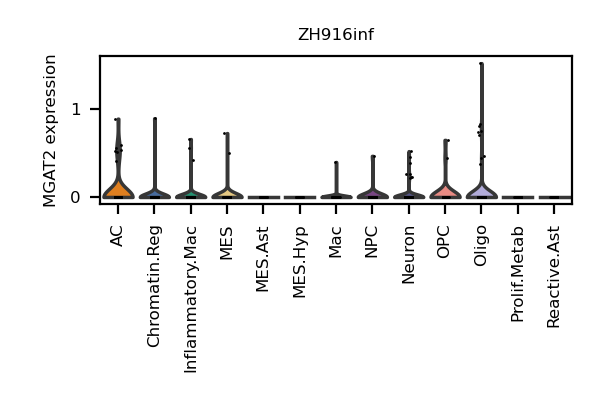 ZH916inf
MGAT2 expression
1
0
AC
Chromatin.Reg
Inflammatory.Mac
MES
MES.Ast
MES.Hyp
Mac
NPC
Neuron
OPC
Oligo
Prolif.Metab
Reactive.Ast